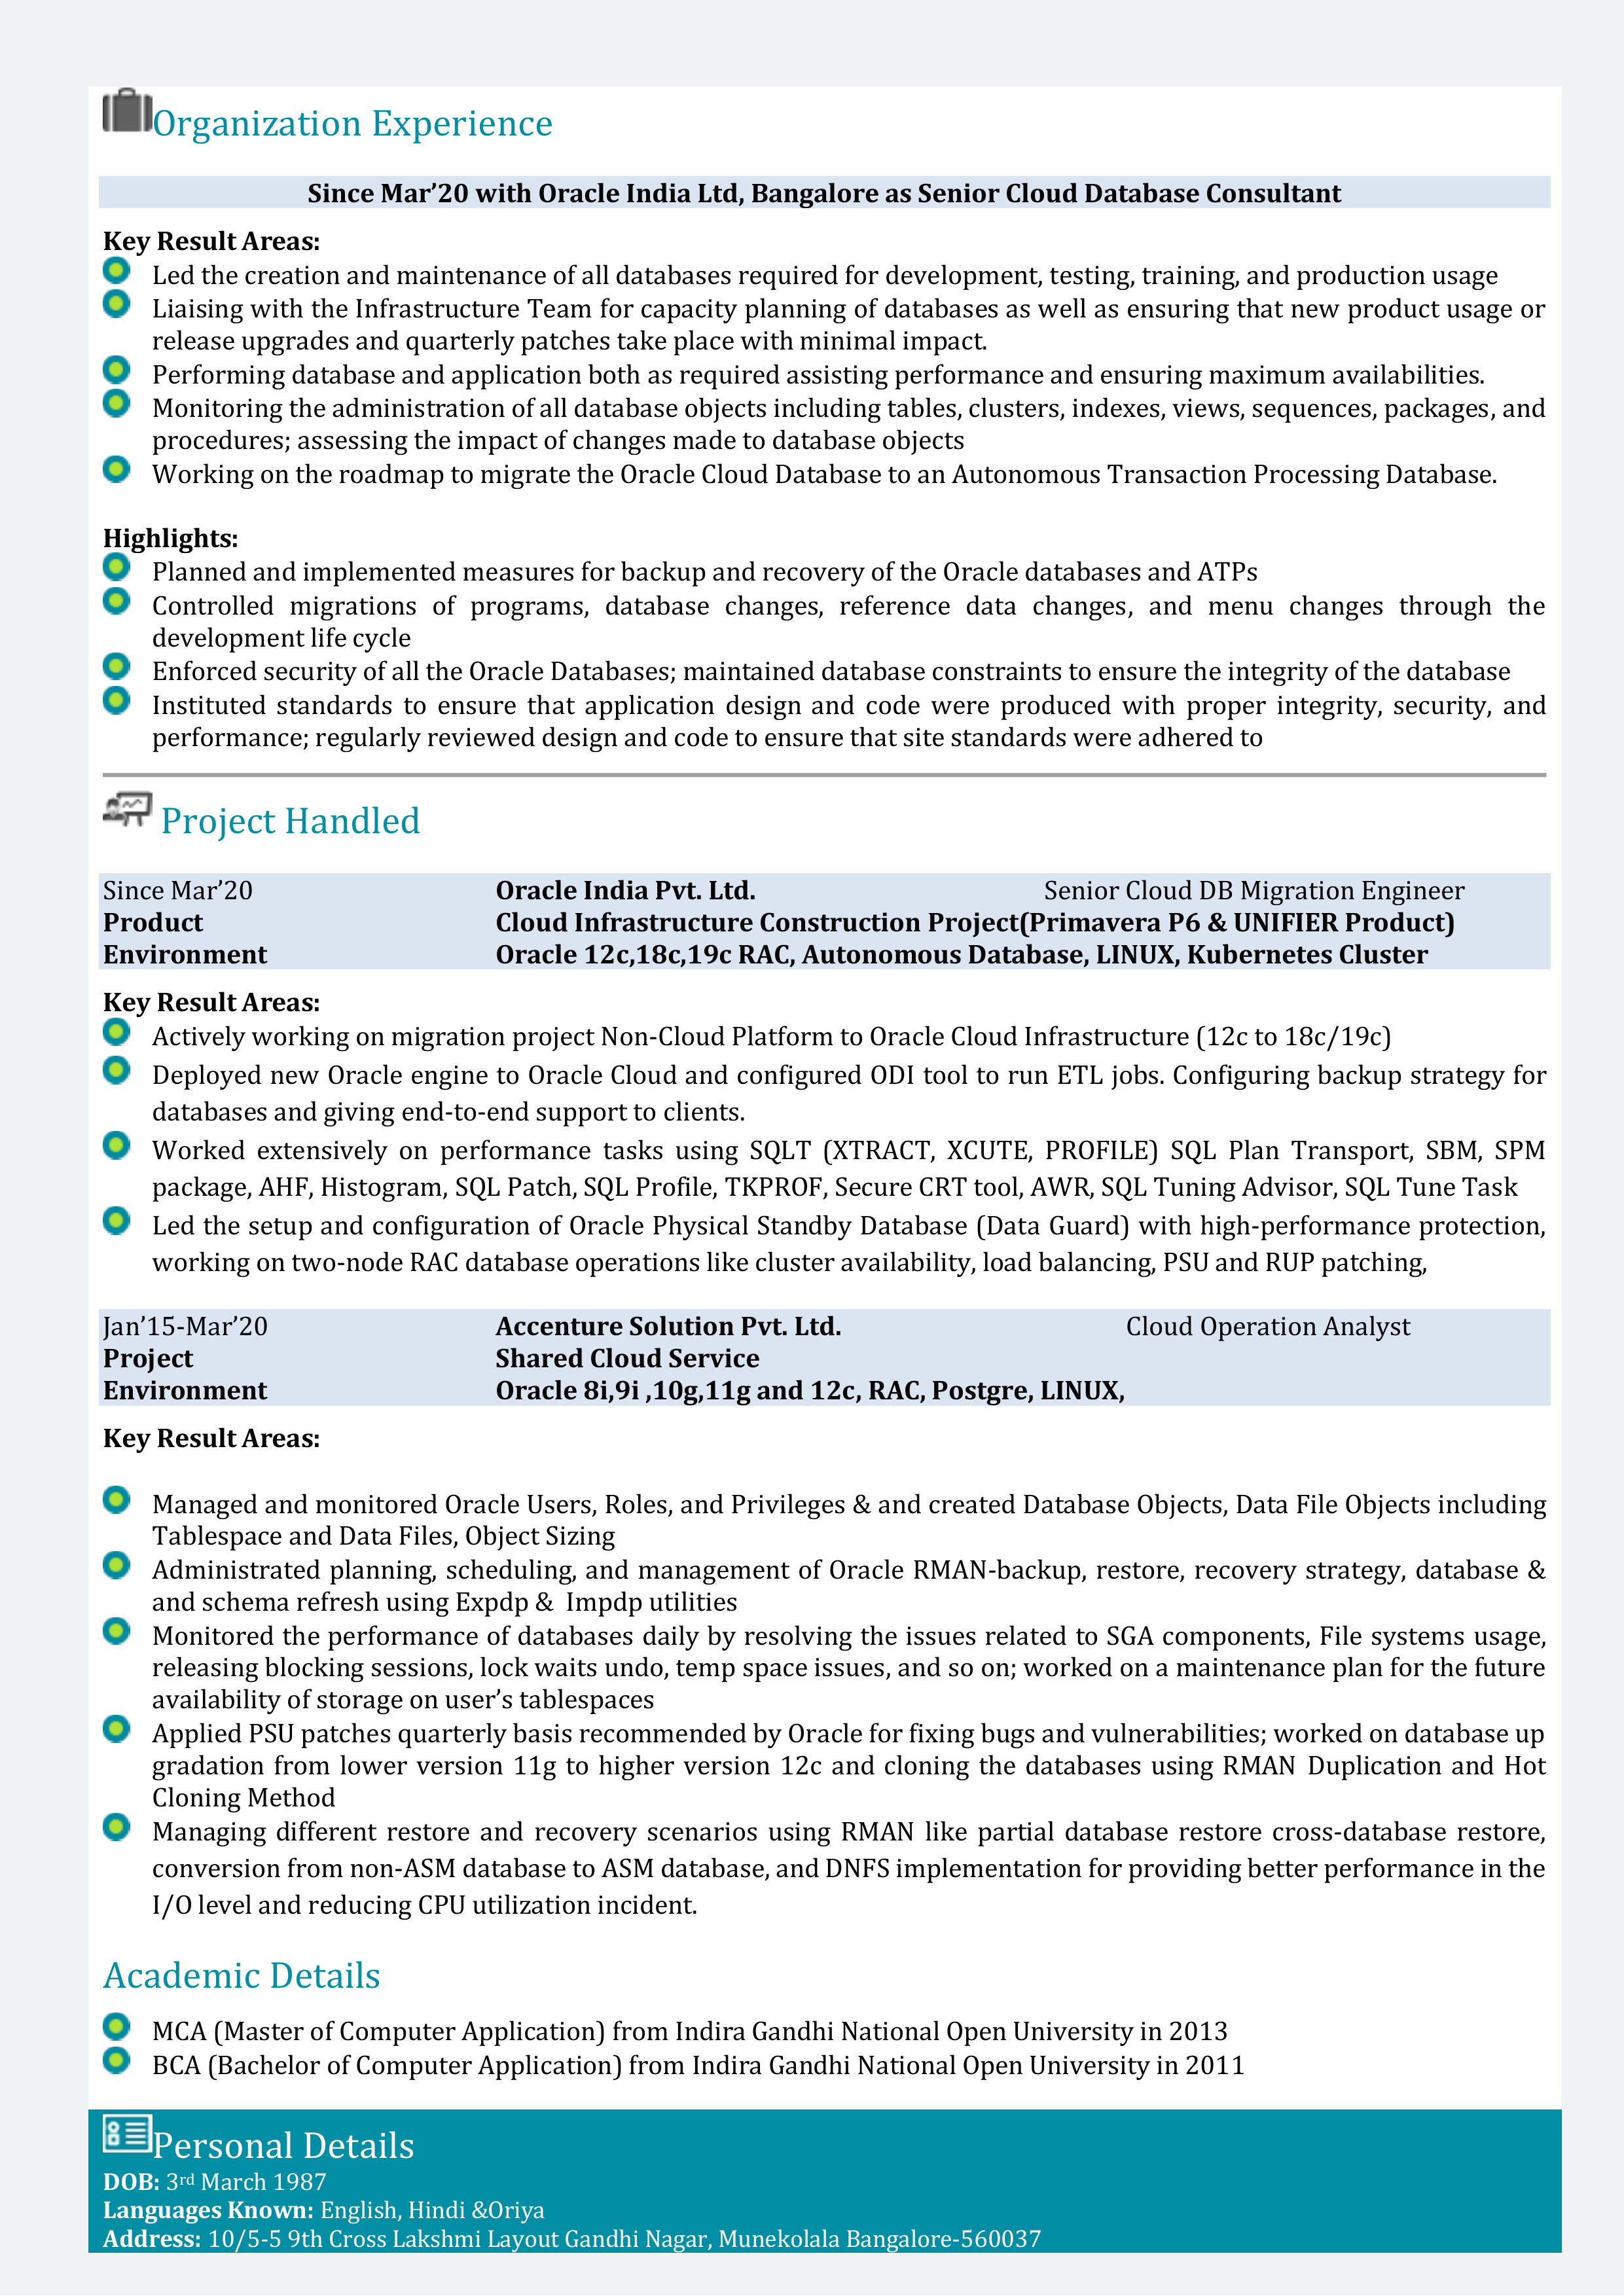 Organization Experience
Since Mar’20 with Oracle India Ltd, Bangalore as Senior Cloud Database Consultant
Key Result Areas:
Led the creation and maintenance of all databases required for development, testing, training, and production usage
Liaising with the Infrastructure Team for capacity planning of databases as well as ensuring that new product usage or
release upgrades and quarterly patches take place with minimal impact.
Performing database and application both as required assisting performance and ensuring maximum availabilities.
Monitoring the administration of all database objects including tables, clusters, indexes, views, sequences, packages, and
procedures; assessing the impact of changes made to database objects
Working on the roadmap to migrate the Oracle Cloud Database to an Autonomous Transaction Processing Database.
Highlights:
Planned and implemented measures for backup and recovery of the Oracle databases and ATPs
Controlled migrations of programs, database changes, reference data changes, and menu changes through the
development life cycle
Enforced security of all the Oracle Databases; maintained database constraints to ensure the integrity of the database
Instituted standards to ensure that application design and code were produced with proper integrity, security, and
performance; regularly reviewed design and code to ensure that site standards were adhered to
Project Handled
Since Mar’20 Oracle India Pvt. Ltd. Senior Cloud DB Migration Engineer
Product Cloud Infrastructure Construction Project(Primavera P6 & UNIFIER Product)
Environment Oracle 12c,18c,19c RAC, Autonomous Database, LINUX, Kubernetes Cluster
Key Result Areas:
Actively working on migration project Non-Cloud Platform to Oracle Cloud Infrastructure (12c to 18c/19c)
Deployed new Oracle engine to Oracle Cloud and configured ODI tool to run ETL jobs. Configuring backup strategy for
databases and giving end-to-end support to clients.
Worked extensively on performance tasks using SQLT (XTRACT, XCUTE, PROFILE) SQL Plan Transport, SBM, SPM
package, AHF, Histogram, SQL Patch, SQL Profile, TKPROF, Secure CRT tool, AWR, SQL Tuning Advisor, SQL Tune Task
Led the setup and configuration of Oracle Physical Standby Database (Data Guard) with high-performance protection,
working on two-node RAC database operations like cluster availability, load balancing, PSU and RUP patching,
Jan’15-Mar’20 Accenture Solution Pvt. Ltd. Cloud Operation Analyst
Project Shared Cloud Service
Environment Oracle 8i,9i ,10g,11g and 12c, RAC, Postgre, LINUX,
Key Result Areas:
Managed and monitored Oracle Users, Roles, and Privileges & and created Database Objects, Data File Objects including
Tablespace and Data Files, Object Sizing
Administrated planning, scheduling, and management of Oracle RMAN-backup, restore, recovery strategy, database &
and schema refresh using Expdp & Impdp utilities
Monitored the performance of databases daily by resolving the issues related to SGA components, File systems usage,
releasing blocking sessions, lock waits undo, temp space issues, and so on; worked on a maintenance plan for the future
availability of storage on user’s tablespaces
Applied PSU patches quarterly basis recommended by Oracle for fixing bugs and vulnerabilities; worked on database up
gradation from lower version 11g to higher version 12c and cloning the databases using RMAN Duplication and Hot
Cloning Method
Managing different restore and recovery scenarios using RMAN like partial database restore cross-database restore,
conversion from non-ASM database to ASM database, and DNFS implementation for providing better performance in the
I/O level and reducing CPU utilization incident.
Academic Details
MCA (Master of Computer Application) from Indira Gandhi National Open University in 2013
BCA (Bachelor of Computer Application) from Indira Gandhi National Open University in 2011
Personal Details
DOB: 3rd March 1987
Languages Known: English, Hindi &Oriya
Address: 10/5-5 9th Cross Lakshmi Layout Gandhi Nagar, Munekolala Bangalore-560037